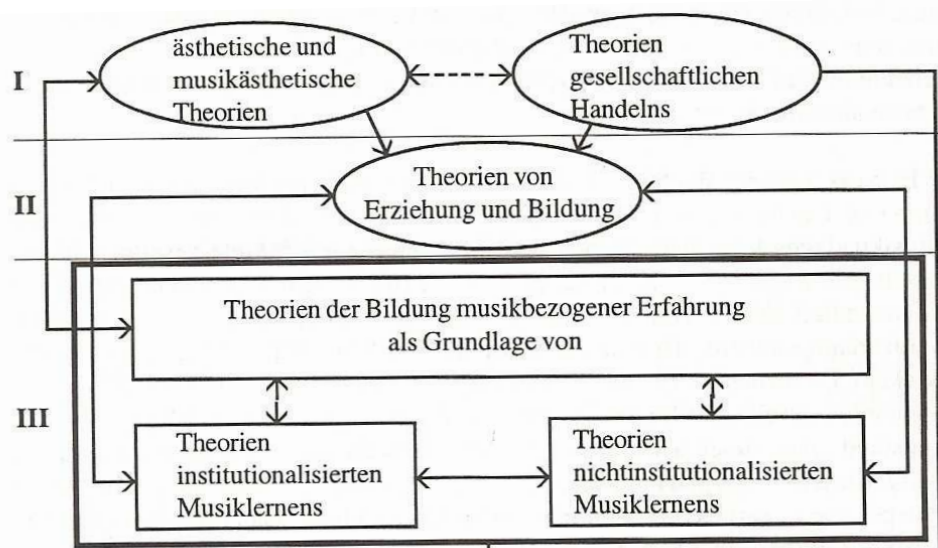 I
ästhetische und
musikästhetische
Theorien
Theorien
gesellschaftlichen
Handelns
II
Theorien von
Erziehung und Bildung
III
Theorien der Bildung musikbezogener Erfahrung
als Grundlage von
Theorien
institutionalisierten
Musiklernens
Theorien
nichtinstitutionalisierten
Musiklernens